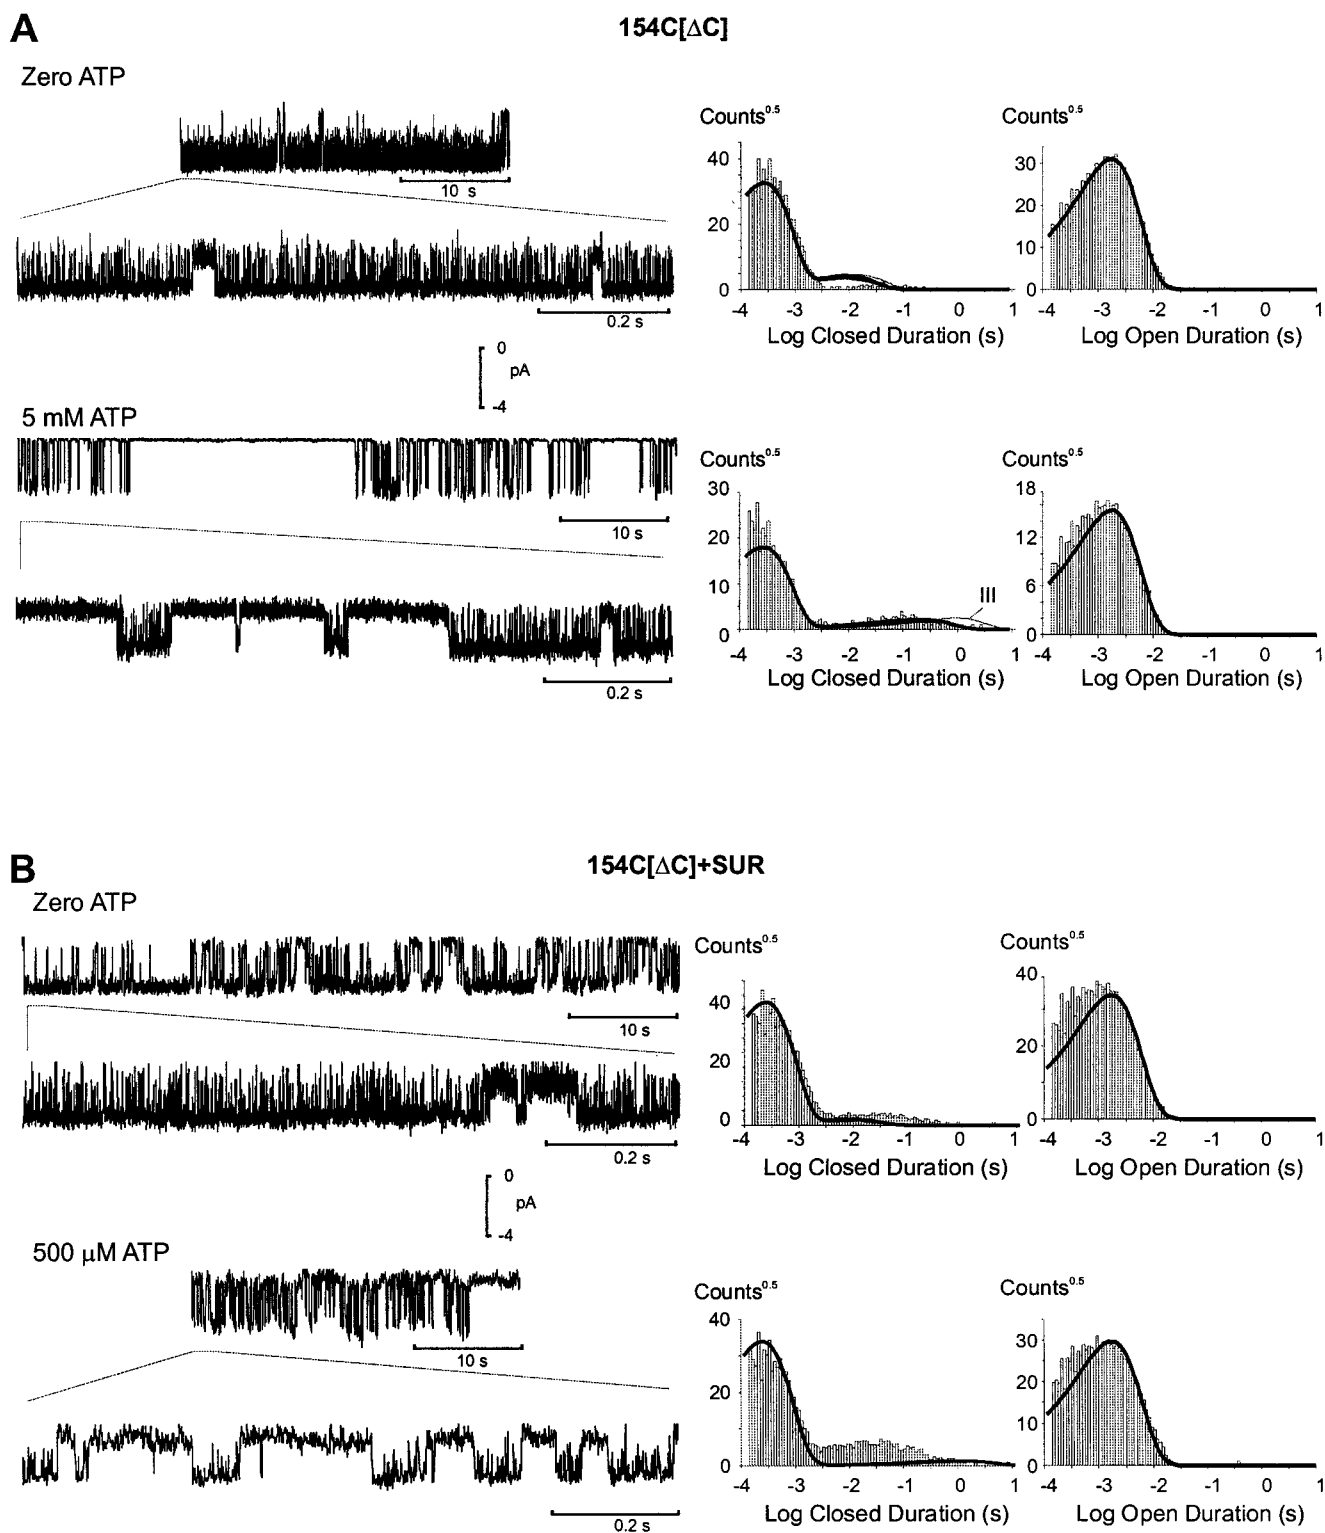 A
154C[ΔC]
Zero ATP
10 s
0.2 s
Counts0.5
40
20
0
-4 -3 -2 -1 0 1
Log Closed Duration (s)
Counts0.5
30
20
10
0
-4 -3 -2 -1 0 1
Log Open Duration (s)
0
pA
-4
5 mM ATP
10 s
0.2 s
Counts0.5
30
20
10
0
III
-4 -3 -2 -1 0 1
Log Closed Duration (s)
Counts0.5
18
12
6
0
-4 -3 -2 -1 0 1
Log Open Duration (s)
B
154C[ΔC]+SUR
Zero ATP
10 s
0.2 s
Counts0.5
40
20
0
-4 -3 -2 -1 0 1
Log Closed Duration (s)
Counts0.5
40
20
0
-4 -3 -2 -1 0 1
Log Open Duration (s)
0
pA
-4
500 μM ATP
10 s
0.2 s
Counts0.5
40
20
0
-4 -3 -2 -1 0 1
Log Closed Duration (s)
Counts0.5
30
20
10
0
-4 -3 -2 -1 0 1
Log Open Duration (s)